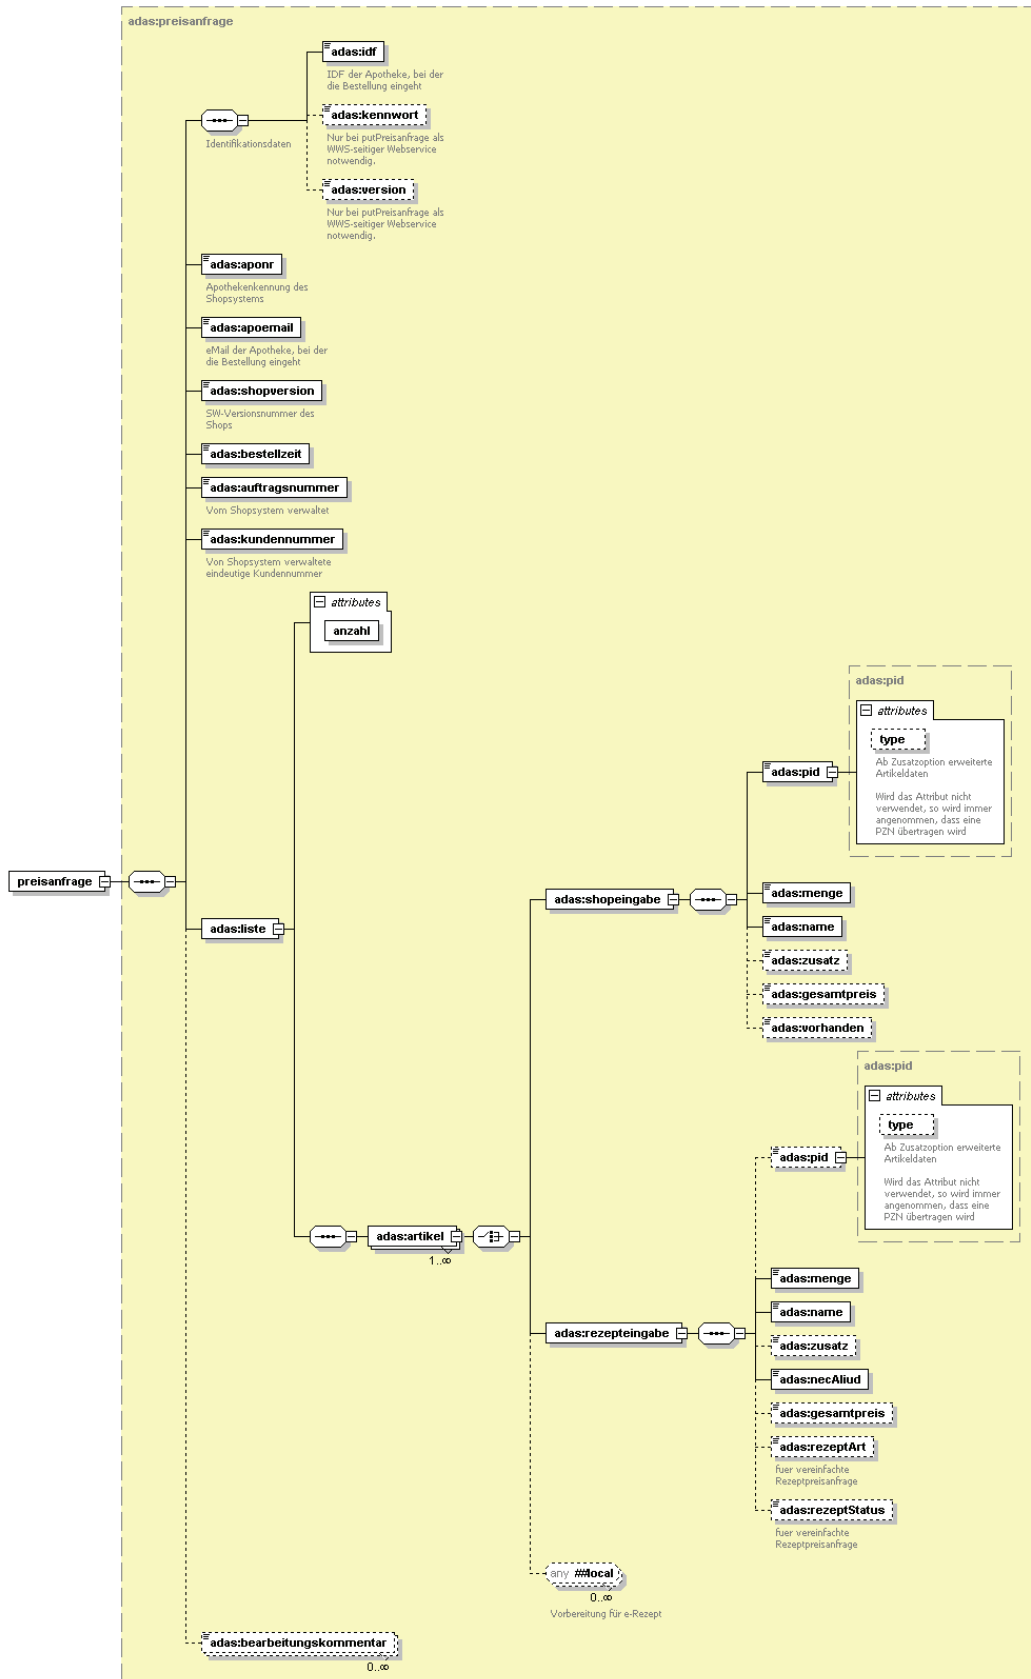 adas:preisanfrage
adas:idf
IDF der Apotheke, bei der
die Bestellung eingeht
adas:kennwort
Nur bei putPreisanfrage als
WWS-seitiger Webservice
notwendig.
Identifikationsdaten
adas:version
Nur bei putPreisanfrage als
WWS-seitiger Webservice
notwendig.
adas:aponr
Apothekenkennung des
Shopsystems
adas:apoemail
eMail der Apotheke, bei der
die Bestellung eingeht
adas:shopversion
SW-Versionsnummer des
Shops
adas:bestellzeit
adas:auftragsnummer
Vom Shopsystem verwaltet
adas:kundennummer
Von Shopsystem verwaltete
eindeutige Kundennummer
attributes
anzahl
adas:pid
attributes
type
Ab Zusatzoption erweiterte
Artikeldaten
Wird das Attribut nicht
verwendet, so wird immer
angenommen, dass eine
PZN übertragen wird
adas:pid
preisanfrage
adas:liste
adas:shopeingabe
adas:menge
adas:name
adas:zusatz
adas:gesamtpreis
adas:vorhanden
adas:pid
attributes
type
Ab Zusatzoption erweiterte
Artikeldaten
Wird das Attribut nicht
verwendet, so wird immer
angenommen, dass eine
PZN übertragen wird
adas:pid
adas:artikel
1..∞
adas:rezepteingabe
adas:menge
adas:name
adas:zusatz
adas:necAliud
adas:gesamtpreis
adas:rezeptArt
fuer vereinfachte
Rezeptpreisanfrage
adas:rezeptStatus
fuer vereinfachte
Rezeptpreisanfrage
any ##local
0..∞
Vorbereitung für e-Rezept
adas:bearbeitungskommentar
0..∞